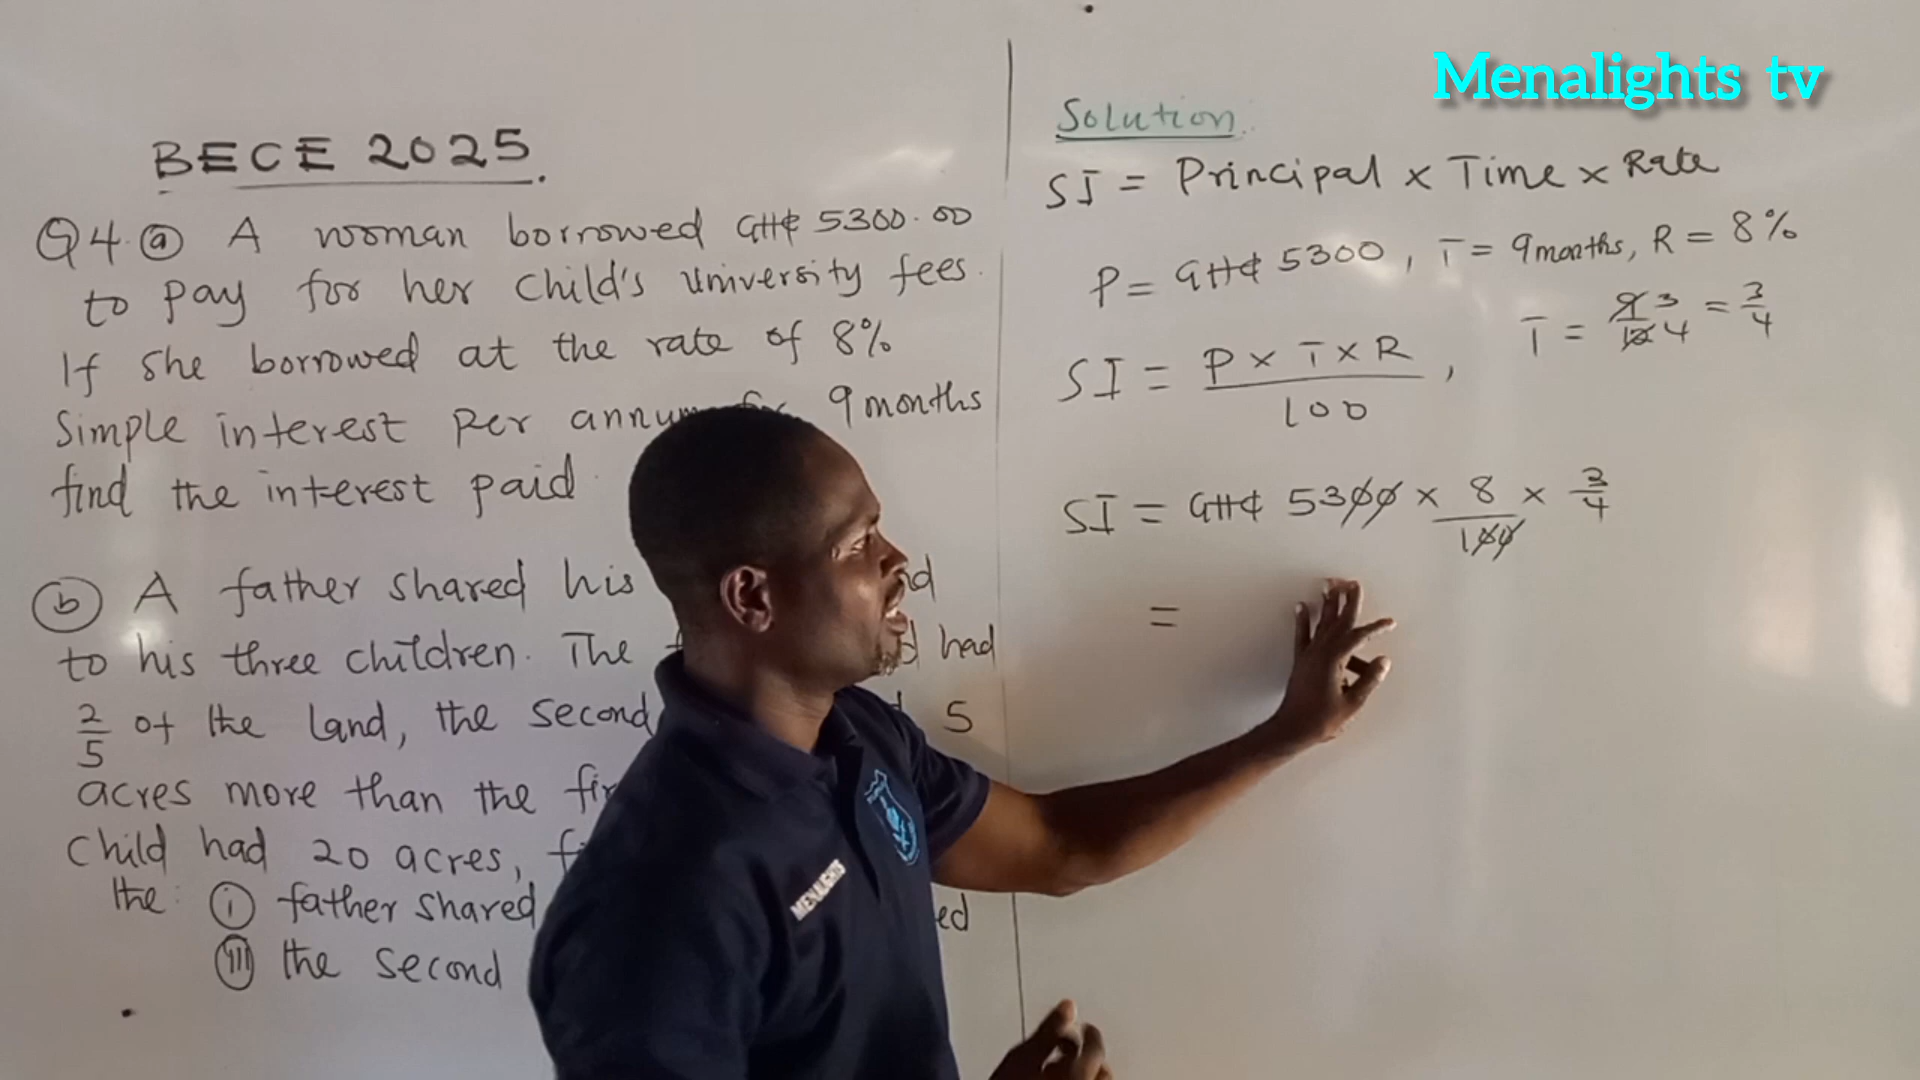 Menalights tv
BECE 2025.
Q4. (a) A woman borrowed GH₵ 5300.00
to pay for her child's University fees.
If she borrowed at the rate of 8%
Simple interest per annum 9 months
find the interest paid
(b) A father shared his
to his three children. The had
2/5 of the land, the second 5
acres more than the
child had 20 acres,
the: (i) father shared
(iii) the second
Solution.
SI = Principal × Time × Rate
P = GH₵ 5300, T = 9months, R = 8%
T = 9/12 3/4 = 3/4
SI = P × T × R / 100,
SI = GH₵ 5300 × 8/100 × 3/4
=
MENALIGHTS